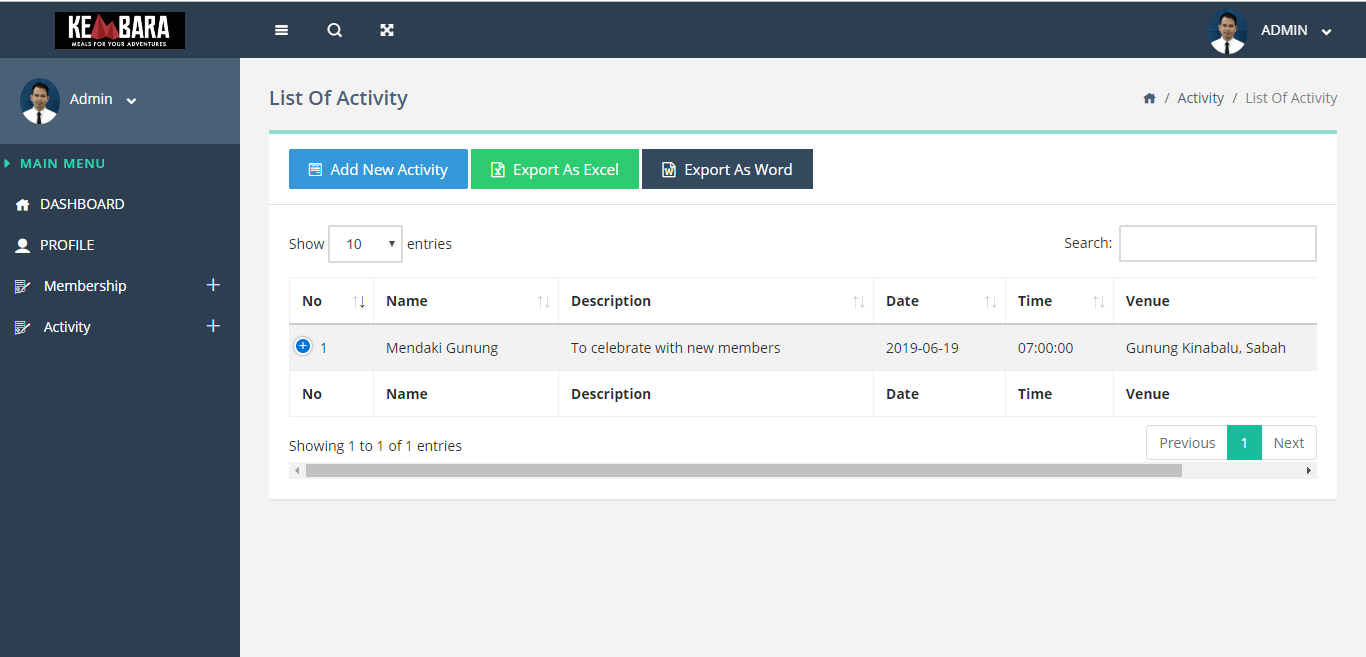 KEMBARA
MEALS FOR YOUR ADVENTURES
ADMIN
Admin
MAIN MENU
DASHBOARD
PROFILE
Membership
Activity
List Of Activity
/ Activity / List Of Activity
Add New Activity Export As Excel Export As Word
Show 10 entries
Search:
No Name Description Date Time Venue
1 Mendaki Gunung To celebrate with new members 2019-06-19 07:00:00 Gunung Kinabalu, Sabah
No Name Description Date Time Venue
Showing 1 to 1 of 1 entries
Previous 1 Next